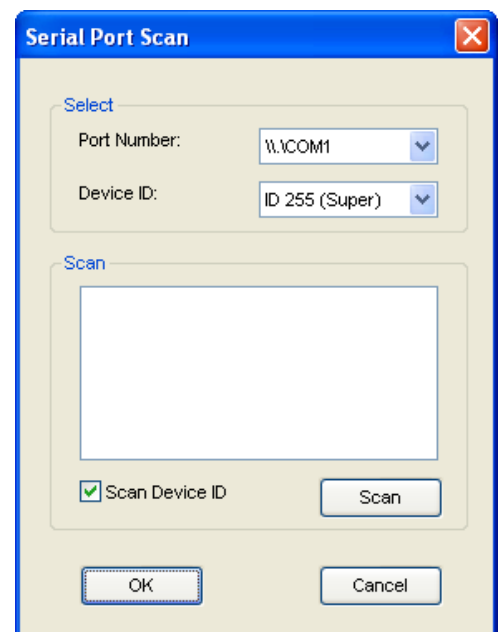 Serial Port Scan
Select
Port Number:
\\.\COM1
Device ID:
ID 255 (Super)
Scan
Scan Device ID
Scan
OK
Cancel